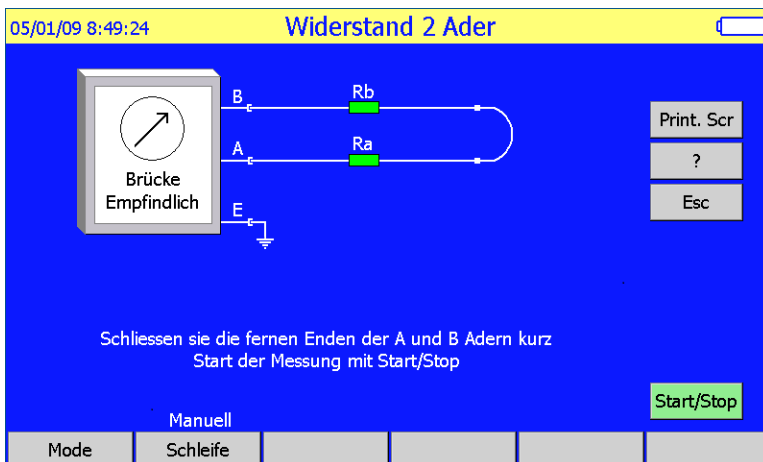 05/01/09 8:49:24 Widerstand 2 Ader
B Rb
Print. Scr
A Ra
?
Brücke
Empfindlich
Esc
E
Schliessen sie die fernen Enden der A und B Adern kurz
Start der Messung mit Start/Stop
Start/Stop
Manuell
Mode Schleife